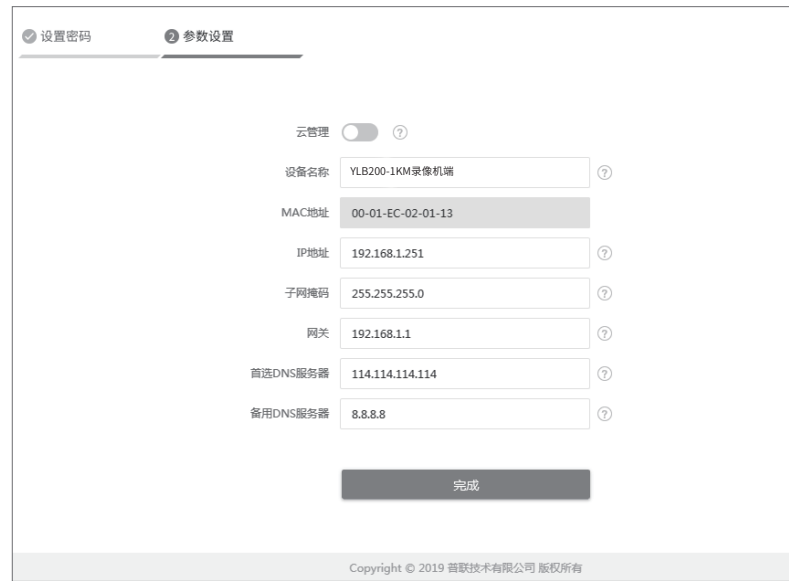 设置密码
2 参数设置
云管理 ?
设备名称 YLB200-1KM录像机端 ?
MAC地址 00-01-EC-02-01-13
IP地址 192.168.1.251 ?
子网掩码 255.255.255.0 ?
网关 192.168.1.1 ?
首选DNS服务器 114.114.114.114 ?
备用DNS服务器 8.8.8.8 ?
完成
Copyright © 2019 普联技术有限公司 版权所有